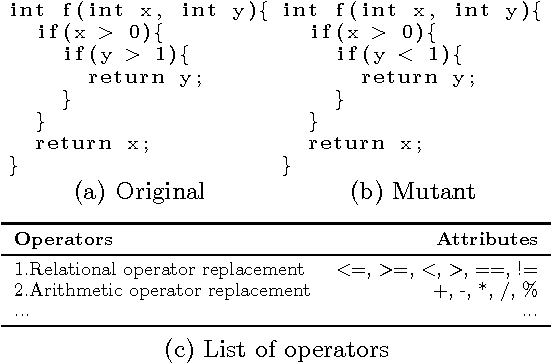 int f(int x, int y){
if(x > 0){
if(y > 1){
return y;
}
}
return x;
}
(a) Original
int f(int x, int y){
if(x > 0){
if(y < 1){
return y;
}
}
return x;
}
(b) Mutant
Operators Attributes
1.Relational operator replacement <=, >=, <, >, ==, !=
2.Arithmetic operator replacement +, -, *, /, %
... ...
(c) List of operators